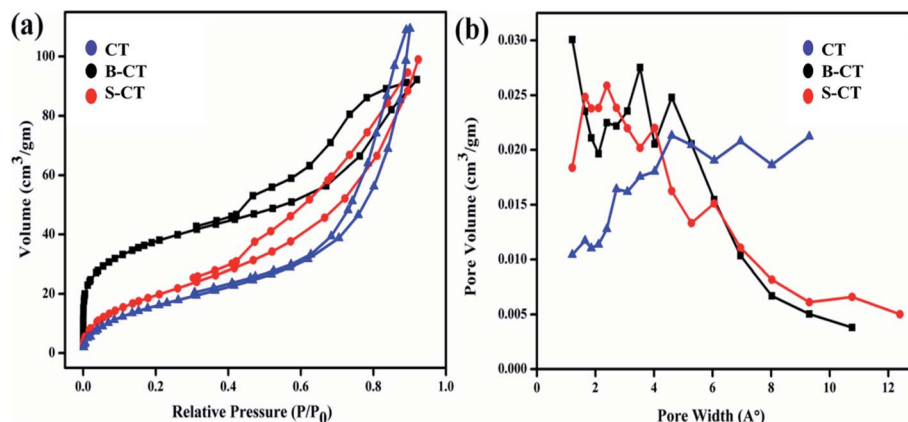 (a)
CT
B-CT
S-CT
Volume (cm³/gm)
100
80
60
40
20
0
0.0 0.2 0.4 0.6 0.8 1.0
Relative Pressure (P/P₀)
(b)
CT
B-CT
S-CT
Pore Volume (cm³/gm)
0.030
0.025
0.020
0.015
0.010
0.005
0.000
0 2 4 6 8 10 12
Pore Width (A°)